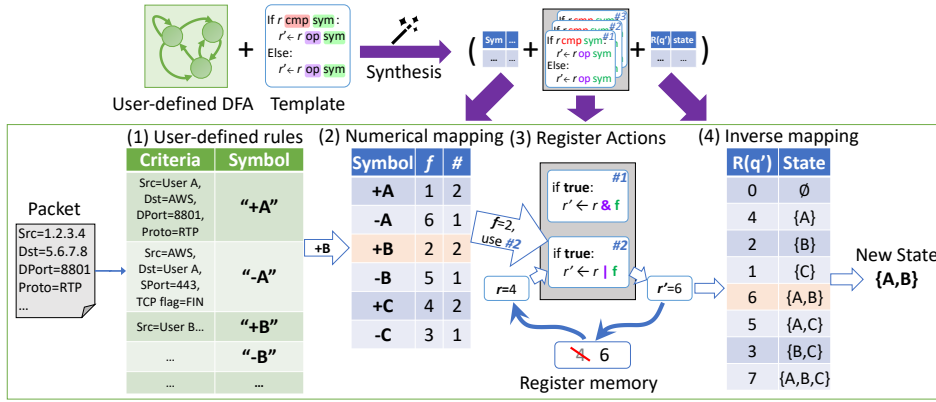 If r cmp sym:
r'← r op sym
Else:
r'← r op sym
+
+
+
Synthesis
User-defined DFA
Template
(
Sym ...
... ...
#3
#2
#1
If r cmp sym:
r'← r op sym
Else:
r'← r op sym
R(q') state
... ...
)
(1) User-defined rules
(2) Numerical mapping
(3) Register Actions
(4) Inverse mapping
Packet
Src=1.2.3.4
Dst=5.6.7.8
DPort=8801
Proto=RTP
...
Criteria Symbol
Src=User A,
Dst=AWS,
DPort=8801,
Proto=RTP
"+A"
Src=AWS,
Dst=User A,
SPort=443,
TCP flag=FIN
"-A"
Src=User B... "+B"
... "-B"
... ...
+B
Symbol f #
+A 1 2
-A 6 1
+B 2 2
-B 5 1
+C 4 2
-C 3 1
f=2,
use #2
#1
if true:
r' ← r & f
#2
if true:
r' ← r | f
r=4
r'=6
4 6
Register memory
R(q') State
0 Ø
4 {A}
2 {B}
1 {C}
6 {A,B}
5 {A,C}
3 {B,C}
7 {A,B,C}
New State
{A,B}